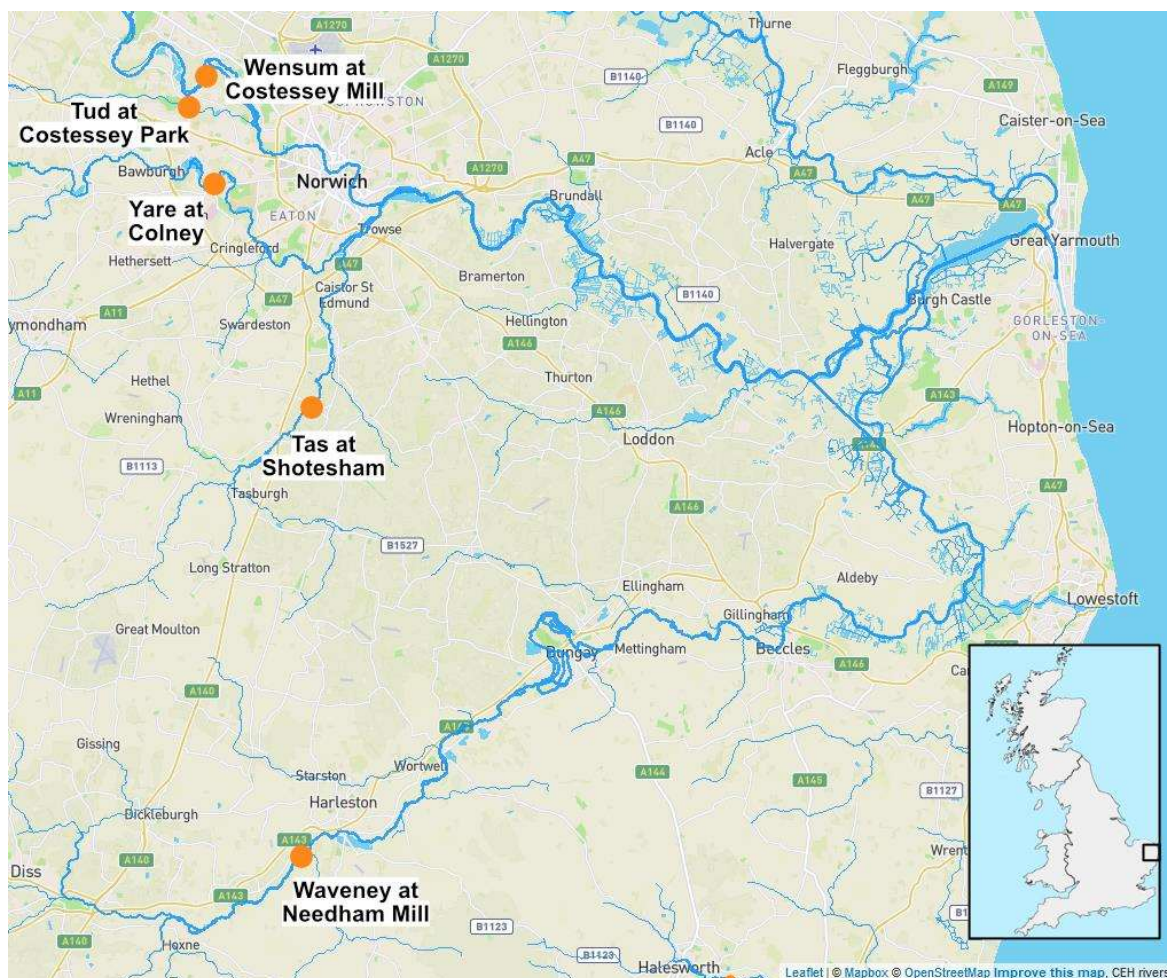 A1270
Thurne
Wensum at
Costessey Mill
A1270
B1140
Fleggburgh
A149
Tud at
Costessey Park
B1140
Caister-on-Sea
Acle
A1270
A47
A47
Bawburgh
Norwich
Brundall
A47
A47
Yare at
Colney
EATON
Trowse
Cringleford
Hethersett
A47
Halvergate
Great Yarmouth
Bramerton
Caistor St
Edmund
A47
B1140
Burgh Castle
A11
Swardeston
Hellington
GORLESTON-
ON-SEA
A146
A11
Hethel
Thurton
A143
Wreningham
A146
Tas at
Shotesham
Loddon
Hopton-on-Sea
B1113
Tasburgh
A146
A47
B1527
Long Stratton
Ellingham
Aldeby
Gillingham
Lowestoft
Great Moulton
Bungay
Mettingham
Beccles
A146
A140
Gissing
Starston
Wortwell
A144
A145
Harleston
B1127
Dickleburgh
A143
A140
Diss
A143
Waveney at
Needham Mill
B1123
A140
Hoxne
B1123
Halesworth
Leaflet | © Mapbox © OpenStreetMap Improve this map, CEH rivers